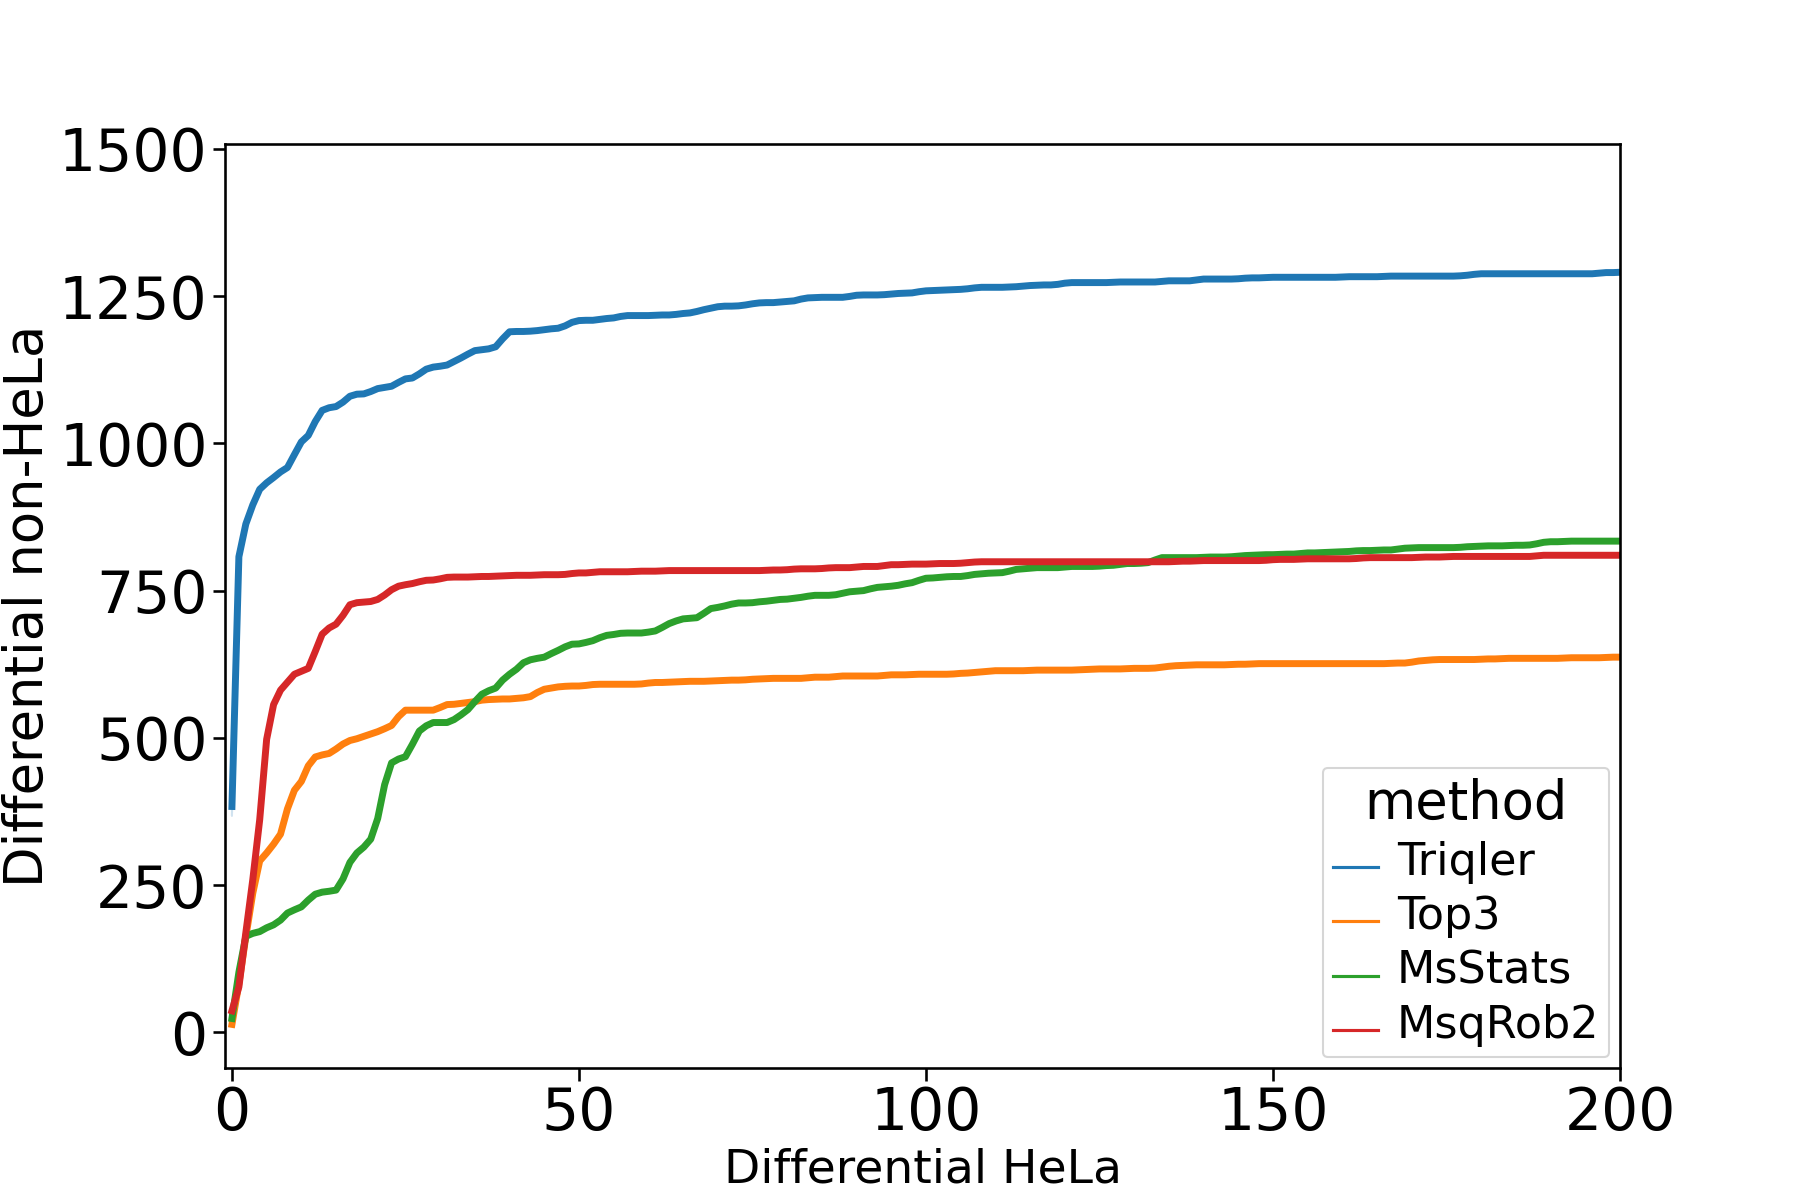 1500
1250
1000
750
500
250
0
Differential non-HeLa
0 50 100 150 200
Differential HeLa
method
Triqler
Top3
MsStats
MsqRob2